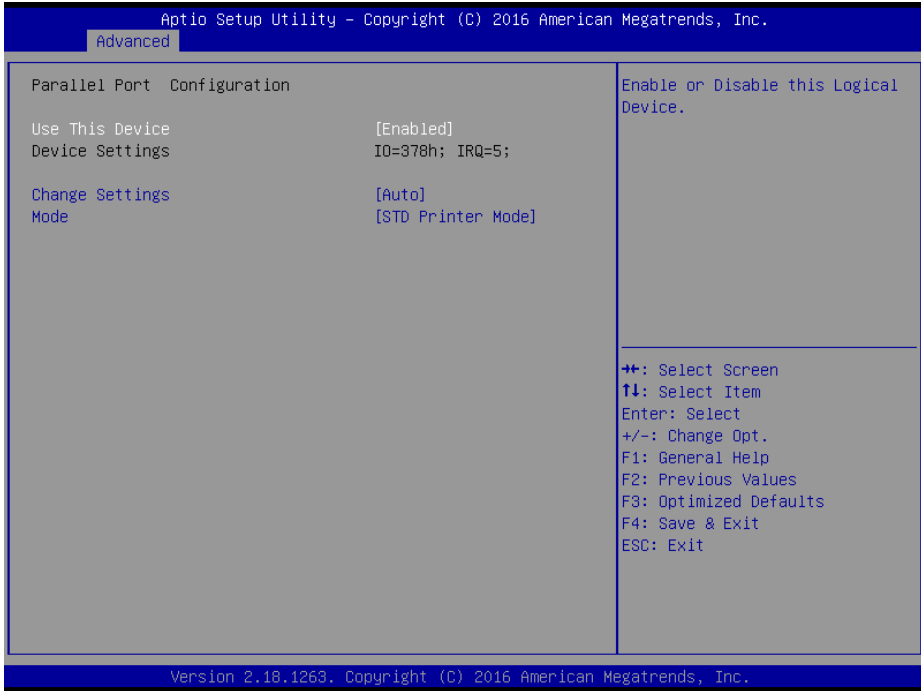 Aptio Setup Utility – Copyright (C) 2016 American Megatrends, Inc.
Advanced
Parallel Port  Configuration
Use This Device [Enabled]
Device Settings IO=378h; IRQ=5;
Change Settings [Auto]
Mode [STD Printer Mode]
Enable or Disable this Logical
Device.
→←: Select Screen
↑↓: Select Item
Enter: Select
+/-: Change Opt.
F1: General Help
F2: Previous Values
F3: Optimized Defaults
F4: Save & Exit
ESC: Exit
Version 2.18.1263. Copyright (C) 2016 American Megatrends, Inc.